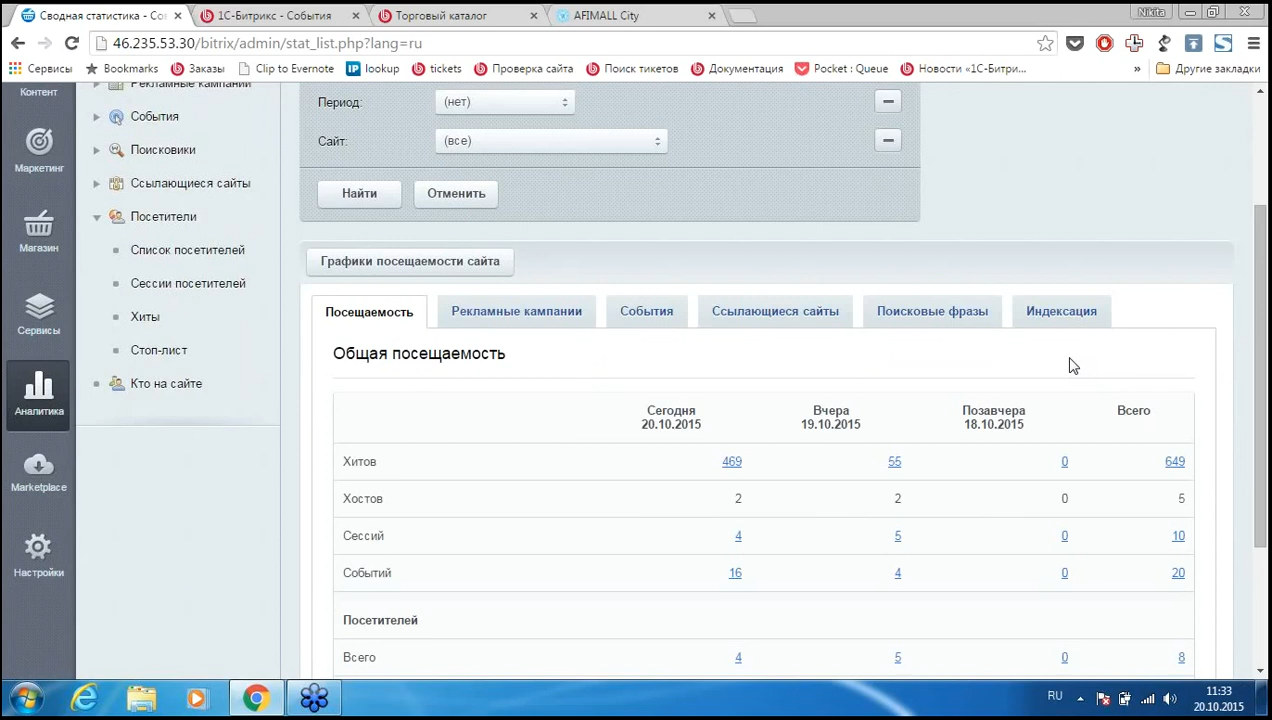 Сводная статистика - Сос
1С-Битрикс - События
Торговый каталог
AFIMALL City
Nikita
46.235.53.30/bitrix/admin/stat_list.php?lang=ru
Сервисы
Bookmarks
Заказы
Clip to Evernote
IP lookup
tickets
Проверка сайта
Поиск тикетов
Документация
Pocket : Queue
Новости «1С-Битри...
»
Другие закладки
Контент
Маркетинг
Магазин
Сервисы
Аналитика
Marketplace
Настройки
Рекламные кампании
События
Поисковики
Ссылающиеся сайты
Посетители
Список посетителей
Сессии посетителей
Хиты
Стоп-лист
Кто на сайте
Период: (нет)
Сайт: (все)
Найти Отменить
Графики посещаемости сайта
Посещаемость Рекламные кампании События Ссылающиеся сайты Поисковые фразы Индексация
Общая посещаемость
Сегодня Вчера Позавчера Всего
20.10.2015 19.10.2015 18.10.2015
Хитов 469 55 0 649
Хостов 2 2 0 5
Сессий 4 5 0 10
Событий 16 4 0 20
Посетителей
Всего 4 5 0 8
RU
11:33
20.10.2015